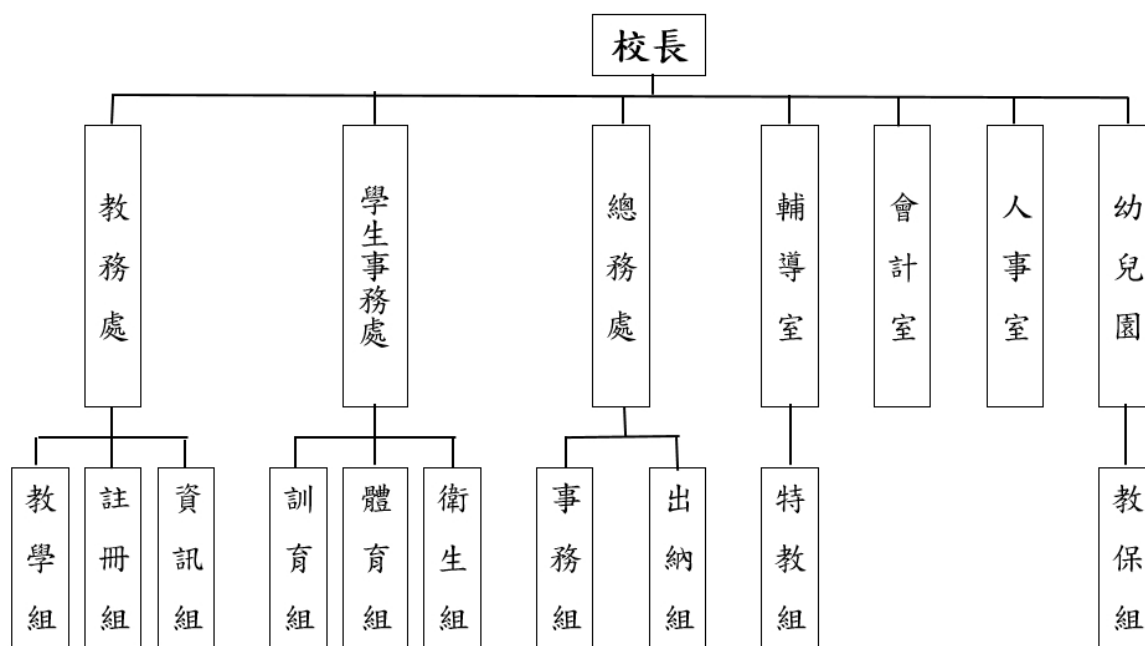 校長
教務處
學生事務處
總務處
輔導室
會計室
人事室
幼兒園
教學組
註冊組
資訊組
訓育組
體育組
衛生組
事務組
出納組
特教組
教保組